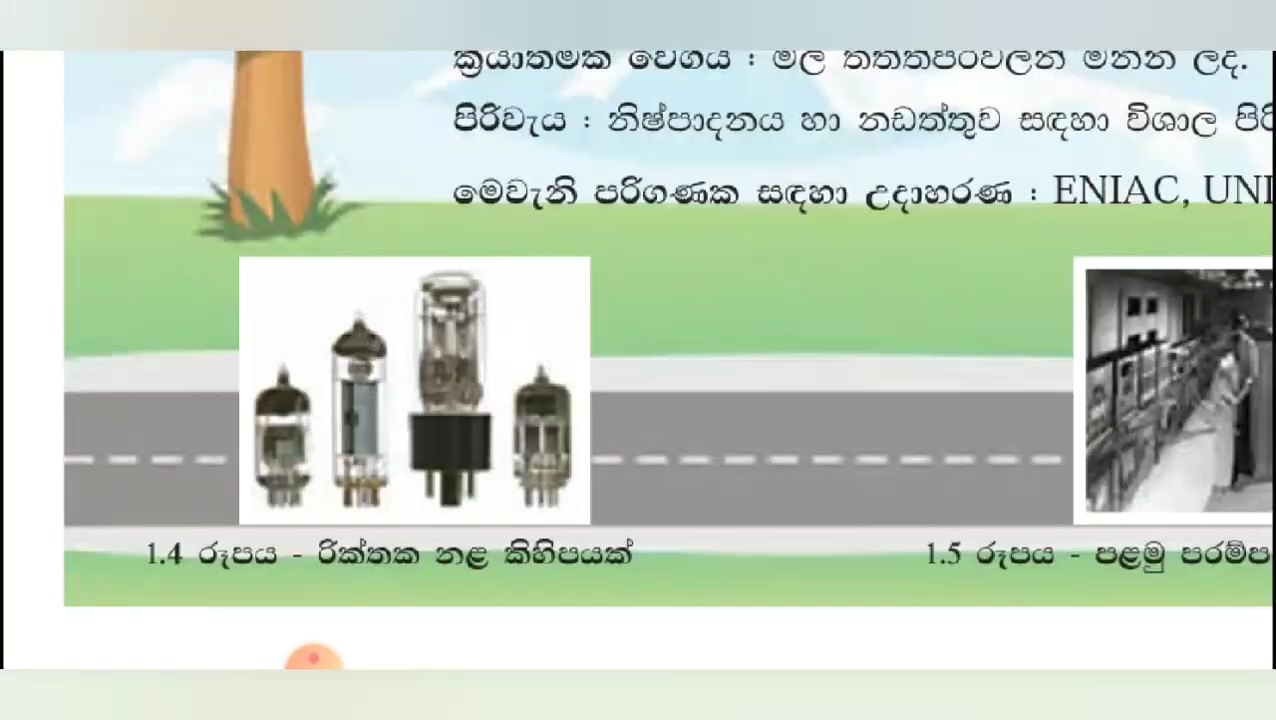 ක්‍රියාත්මක වේගය : මිලි තත්ත්පරවලින් මනින ලදි.
පිරිවැය : නිෂ්පාදනය හා නඩත්තුව සඳහා විශාල
මෙවැනි පරිගණක සඳහා උදාහරණ : ENIAC,
1.4 රූපය - රික්තක නළ කිහිපයක්
1.5 රූපය - පළමු